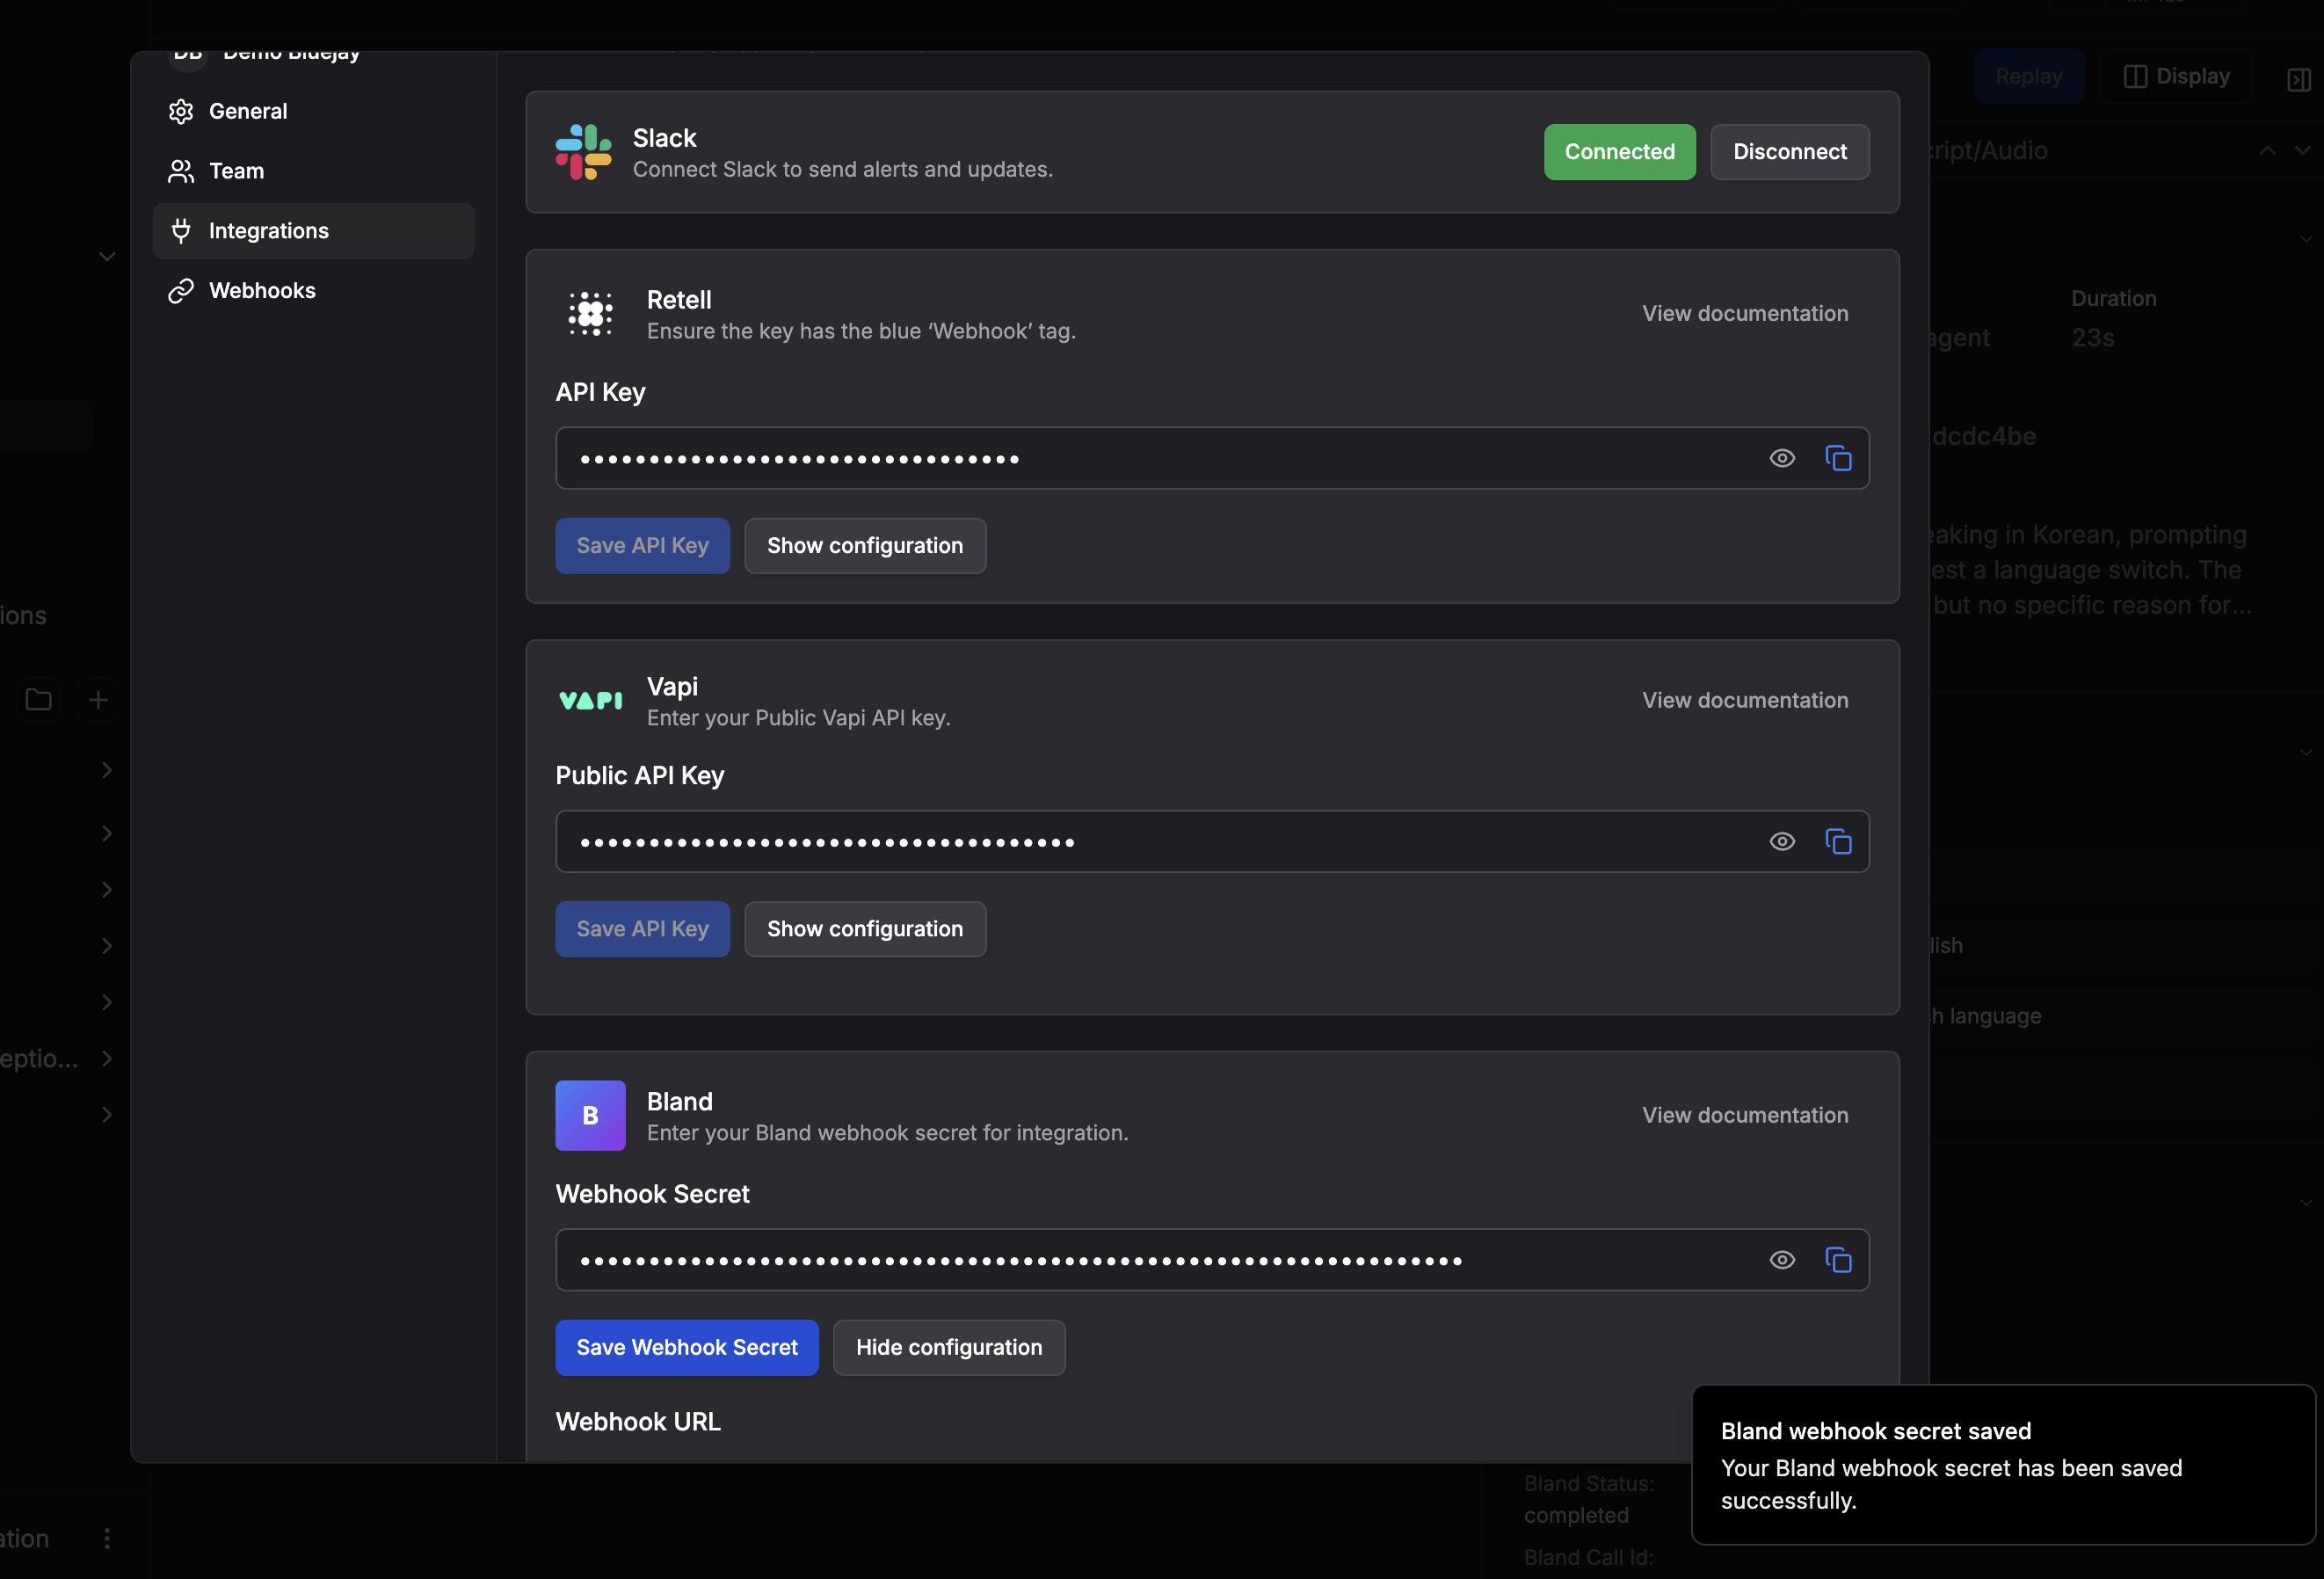 DB Demo Bluejay
General
Team
Integrations
Webhooks
Slack
Connect Slack to send alerts and updates.
Connected
Disconnect
Retell
Ensure the key has the blue ‘Webhook’ tag.
View documentation
API Key
Save API Key
Show configuration
VAPI
Vapi
Enter your Public Vapi API key.
View documentation
Public API Key
Save API Key
Show configuration
B
Bland
Enter your Bland webhook secret for integration.
View documentation
Webhook Secret
Save Webhook Secret
Hide configuration
Webhook URL
Bland webhook secret saved
Your Bland webhook secret has been saved
successfully.
Replay
Display
ript/Audio
Duration
agent
23s
dcdc4be
eaking in Korean, prompting
est a language switch. The
but no specific reason for...
lish
h language
Bland Status:
completed
Bland Call Id:
ions
eptio...
ation